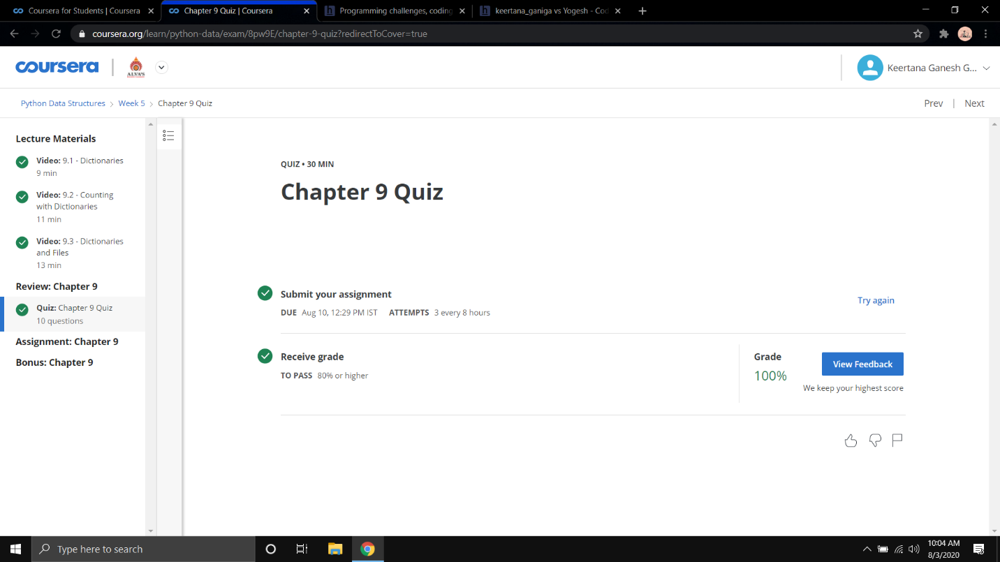 Coursera for Students | Coursera
Chapter 9 Quiz | Coursera
Programming challenges, coding
keertana_ganiga vs Yogesh - Cod
coursera.org/learn/python-data/exam/8pw9E/chapter-9-quiz?redirectToCover=true
coursera
ALVA'S
Keertana Ganesh G...
Python Data Structures > Week 5 > Chapter 9 Quiz
Prev | Next
Lecture Materials
Video: 9.1 - Dictionaries
9 min
Video: 9.2 - Counting
with Dictionaries
11 min
Video: 9.3 - Dictionaries
and Files
13 min
Review: Chapter 9
Quiz: Chapter 9 Quiz
10 questions
Assignment: Chapter 9
Bonus: Chapter 9
QUIZ • 30 MIN
Chapter 9 Quiz
Submit your assignment
DUE Aug 10, 12:29 PM IST ATTEMPTS 3 every 8 hours
Try again
Receive grade
TO PASS 80% or higher
Grade
100%
View Feedback
We keep your highest score
Type here to search
10:04 AM
8/3/2020